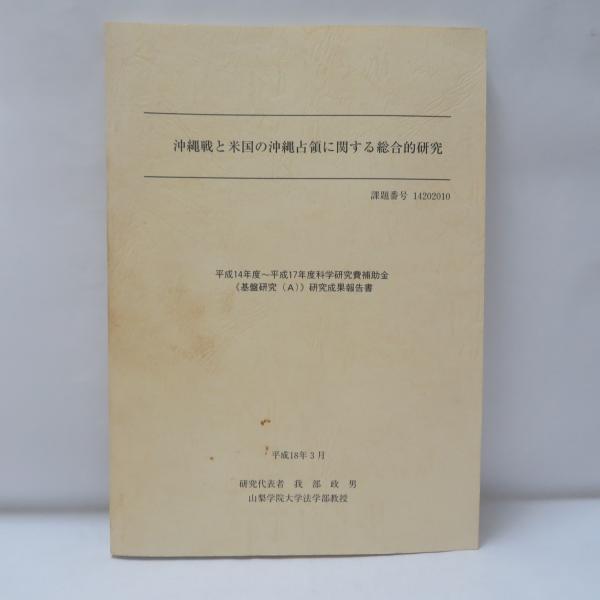 沖縄戦と米国の沖縄占領に関する総合的研究
課題番号 14202010
平成14年度～平成17年度科学研究費補助金
《基盤研究（A）》研究成果報告書
平成18年3月
研究代表者 我部政男
山梨学院大学法学部教授